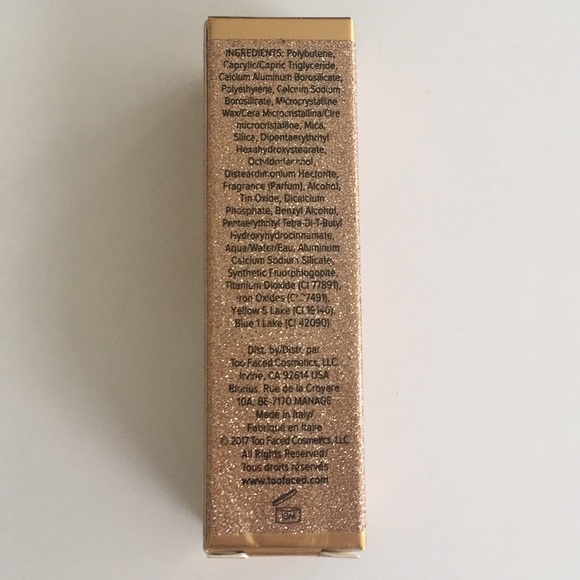 INGREDIENTS: Polybutene,
Caprylic/Capric Triglyceride,
Calcium Aluminum Borosilicate,
Polyethylene, Calcium Sodium
Borosilicate, Microcrystalline
Wax/Cera Microcristallina/Cire
microcristalline, Mica,
Silica, Dipentaerythrityl
Hexahydroxystearate,
Octyldodecanol,
Disteardimonium Hectorite,
Fragrance (Parfum), Alcohol,
Tin Oxide, Dicalcium
Phosphate, Benzyl Alcohol,
Pentaerythrityl Tetra-Di-T-Butyl
Hydroxyhydrocinnamate,
Aqua/Water/Eau, Aluminum
Calcium Sodium Silicate,
Synthetic Fluorphlogopite,
Titanium Dioxide (CI 77891),
Iron Oxides
Yellow Lake
Blue 1 Lake (CI 42090).
Dist. by/Distr. par
Too Faced Cosmetics, LLC.
Irvine, CA 92614 USA
Rue de la Croyere
10A, BE-7170 MANAGE
Made in Italy/
Fabriqué en Italie
© 2017 Too Faced Cosmetics, LLC.
All Rights Reserved/
Tous droits réservés
www.toofaced.com